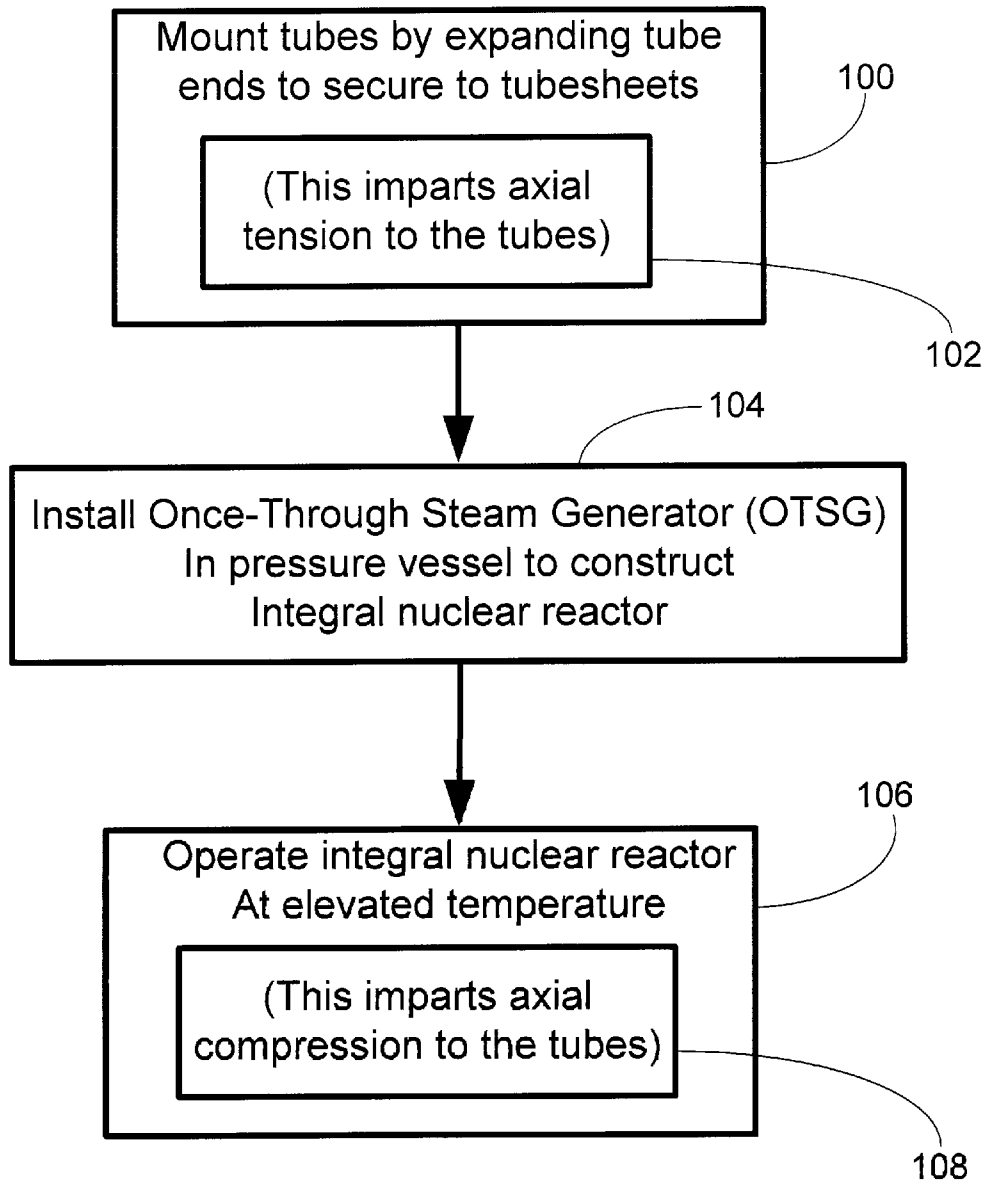 Mount tubes by expanding tube
ends to secure to tubesheets
100
(This imparts axial
tension to the tubes)
102
104
Install Once-Through Steam Generator (OTSG)
In pressure vessel to construct
Integral nuclear reactor
106
Operate integral nuclear reactor
At elevated temperature
(This imparts axial
compression to the tubes)
108